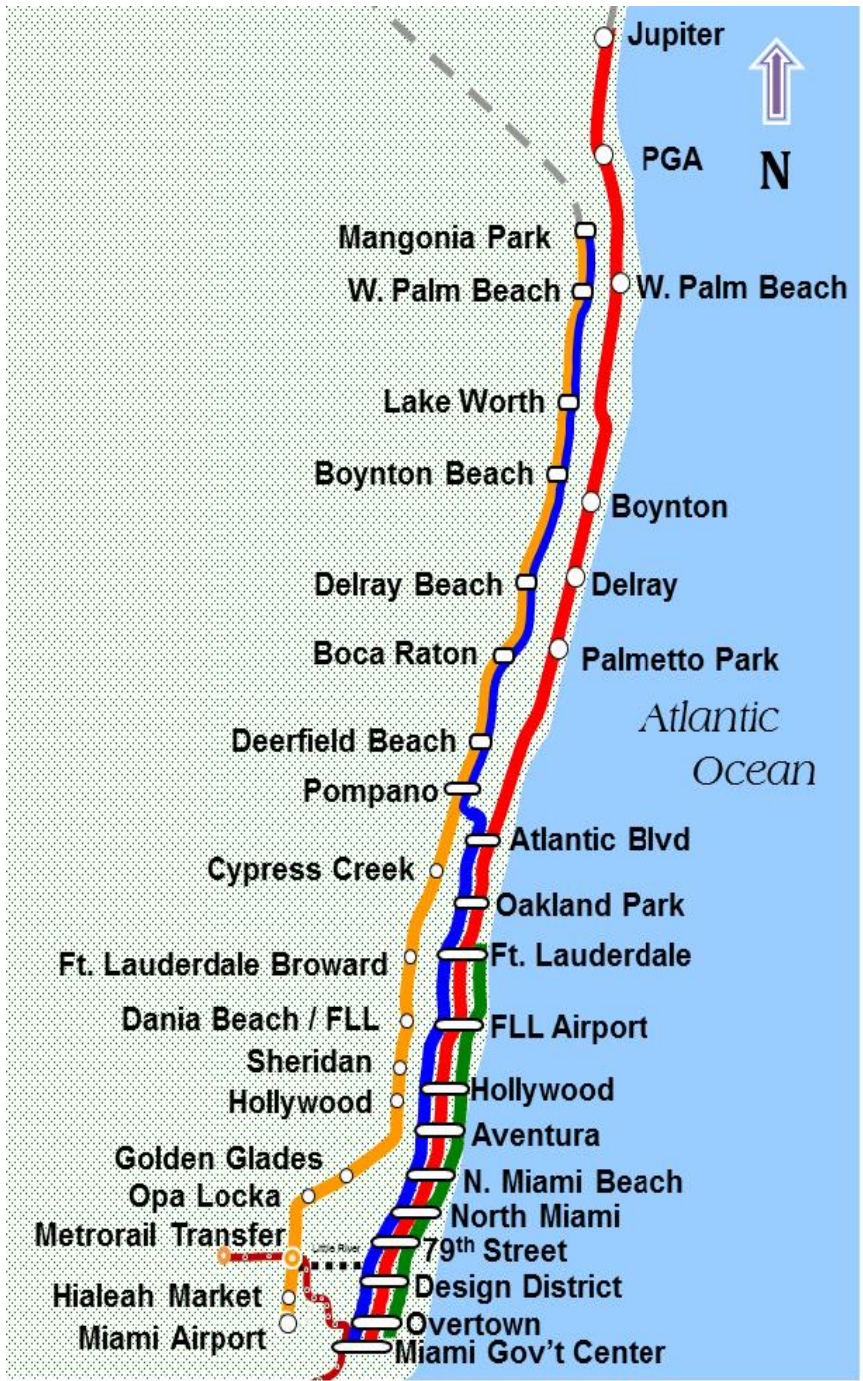 Jupiter
PGA
N
Mangonia Park
W. Palm Beach
W. Palm Beach
Lake Worth
Boynton Beach
Boynton
Delray Beach
Delray
Boca Raton
Palmetto Park
Atlantic
Ocean
Deerfield Beach
Pompano
Atlantic Blvd
Cypress Creek
Oakland Park
Ft. Lauderdale Broward
Ft. Lauderdale
Dania Beach / FLL
FLL Airport
Sheridan
Hollywood
Hollywood
Aventura
Golden Glades
N. Miami Beach
Opa Locka
North Miami
Metrorail Transfer
Little River
79th Street
Hialeah Market
Design District
Miami Airport
Overtown
Miami Gov't Center